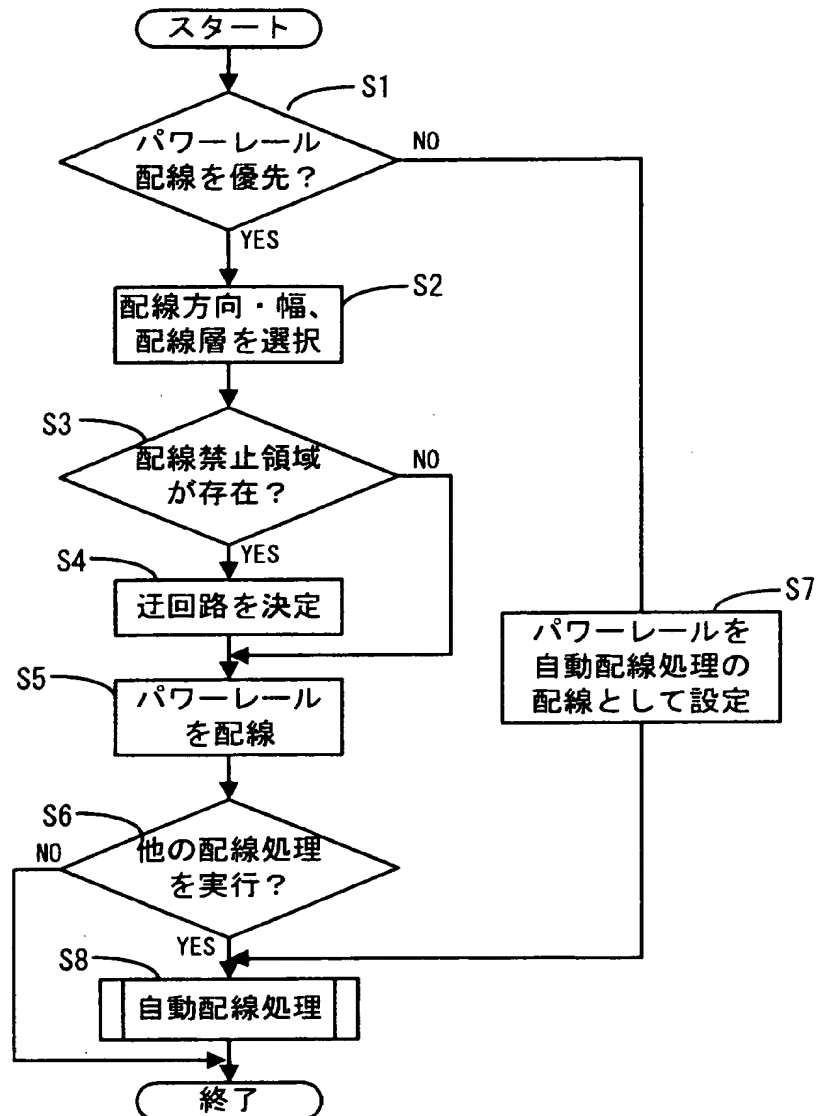 スタート
S1
パワーレール
配線を優先?
NO
YES
S2
配線方向・幅、
配線層を選択
S3
配線禁止領域
が存在?
NO
YES
S4
迂回路を決定
S7
パワーレールを
自動配線処理の
配線として設定
S5
パワーレール
を配線
S6
他の配線処理
を実行?
NO
YES
S8
自動配線処理
終了